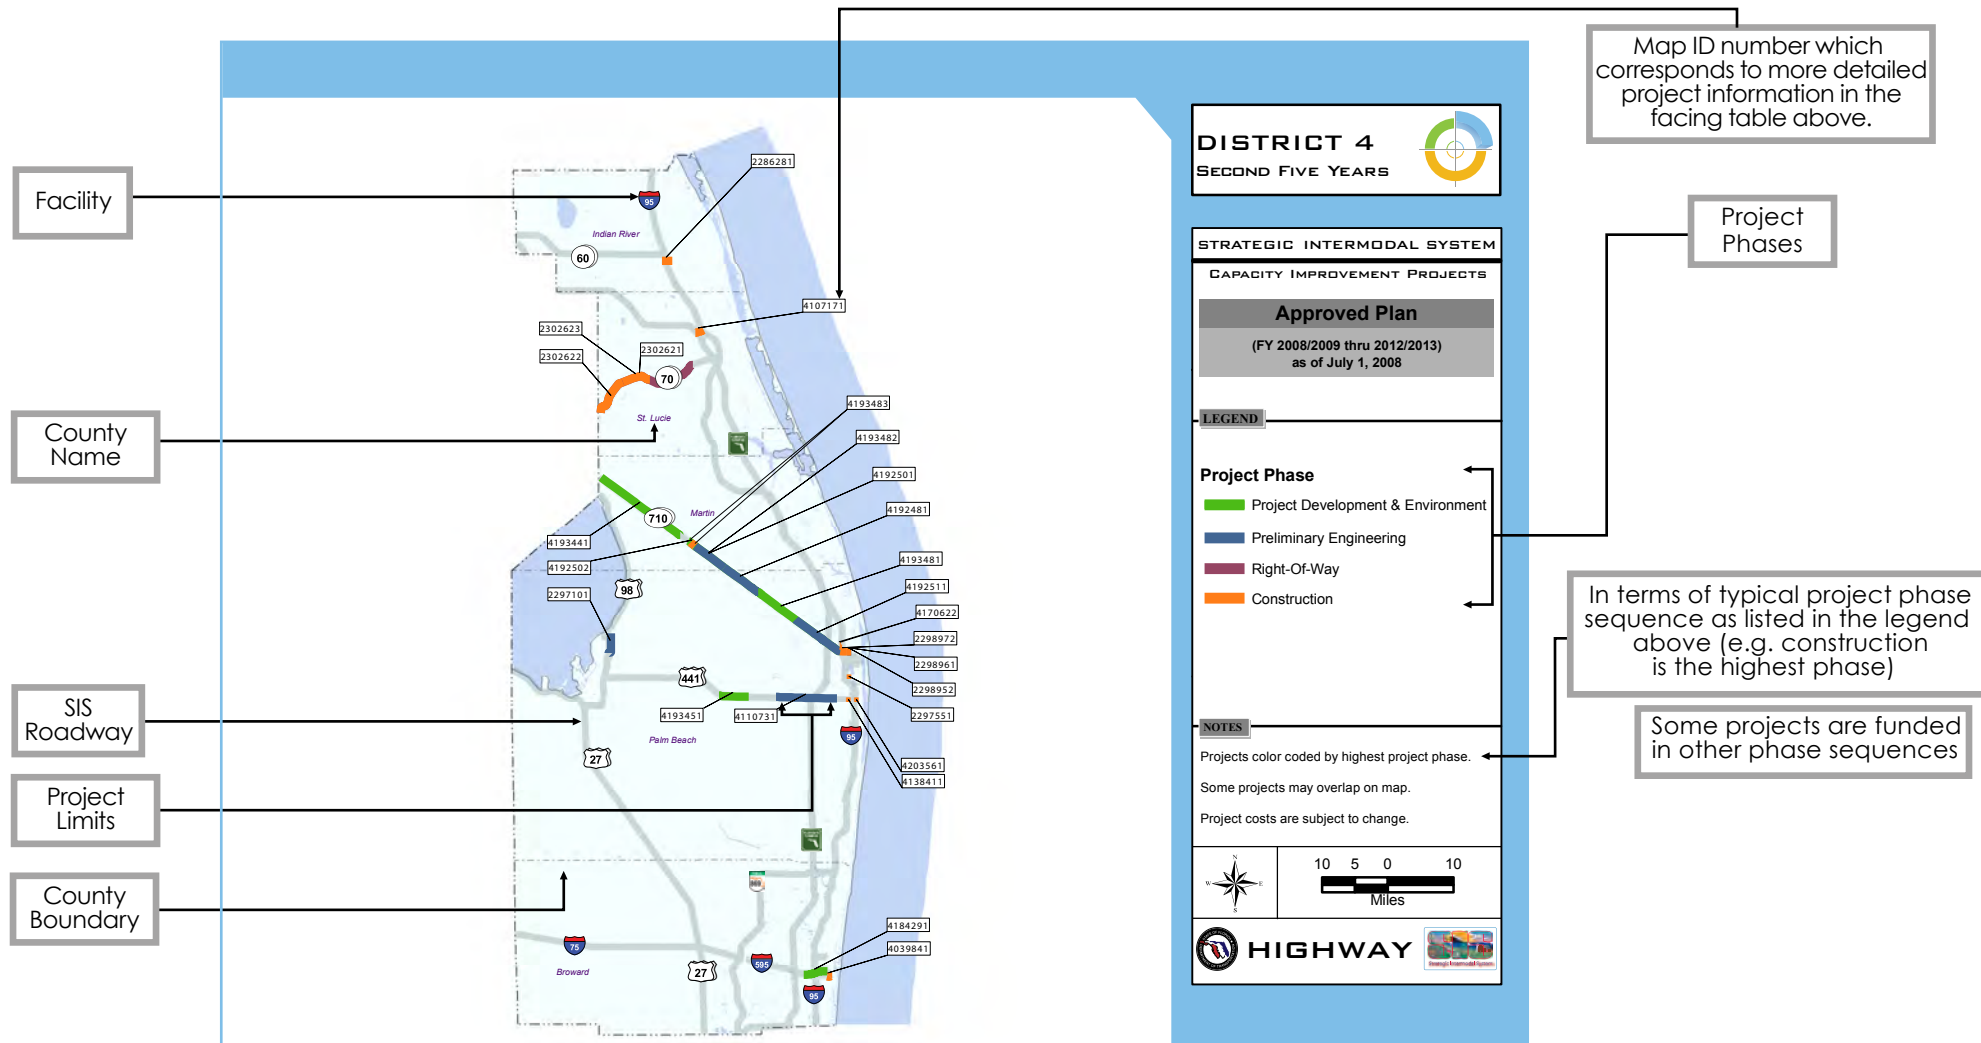 Map ID number which
corresponds to more detailed
project information in the
facing table above.
DISTRICT 4
SECOND FIVE YEARS
Facility
Project
Phases
STRATEGIC INTERMODAL SYSTEM
CAPACITY IMPROVEMENT PROJECTS
Approved Plan
(FY 2008/2009 thru 2012/2013)
as of July 1, 2008
LEGEND
Project Phase
Project Development & Environment
Preliminary Engineering
Right-Of-Way
Construction
In terms of typical project phase
sequence as listed in the legend
above (e.g. construction
is the highest phase)
Some projects are funded
in other phase sequences
NOTES
Projects color coded by highest project phase.
Some projects may overlap on map.
Project costs are subject to change.
N
W
E
S
10 5 0 10
Miles
HIGHWAY
Strategic Intermodal System
County
Name
SIS
Roadway
Project
Limits
County
Boundary
2286281
95
Indian River
60
4107171
2302623
2302621
2302622
70
St. Lucie
4193483
4193482
4192501
4192481
710
Martin
4193441
4192502
4193481
4192511
98
2297101
4170622
2298972
2298961
2298952
441
4193451
4110731
2297551
Palm Beach
95
27
4203561
4138411
4184291
4039841
75
595
Broward
27
95